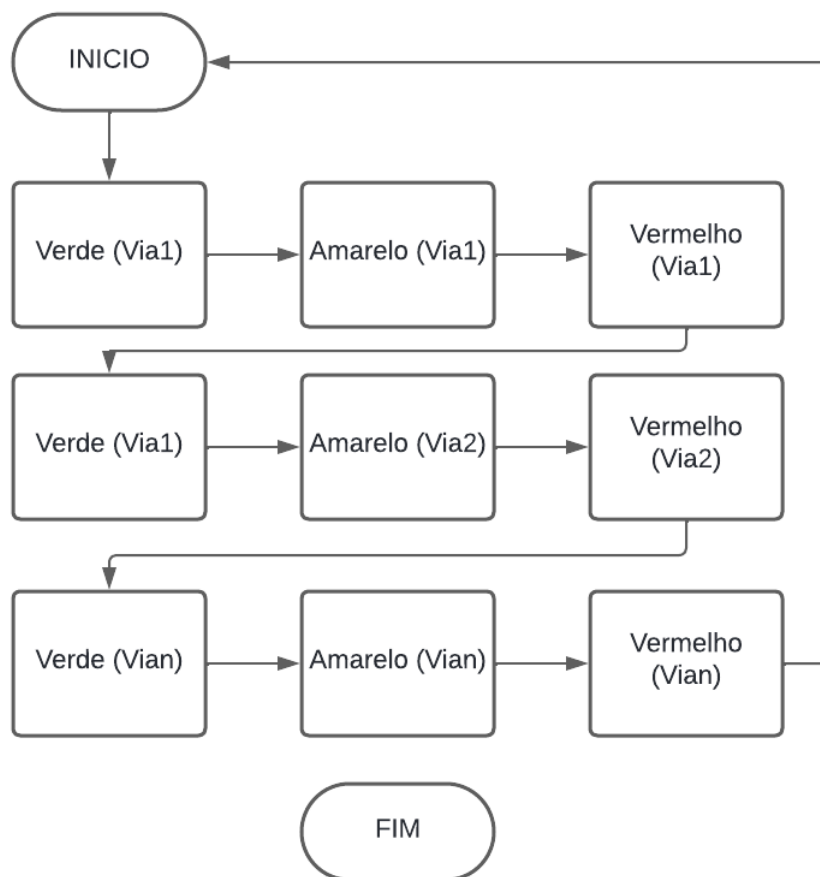 INICIO
Verde (Via1)
Amarelo (Via1)
Vermelho
(Via1)
Verde (Via1)
Amarelo (Via2)
Vermelho
(Via2)
Verde (Vian)
Amarelo (Vian)
Vermelho
(Vian)
FIM